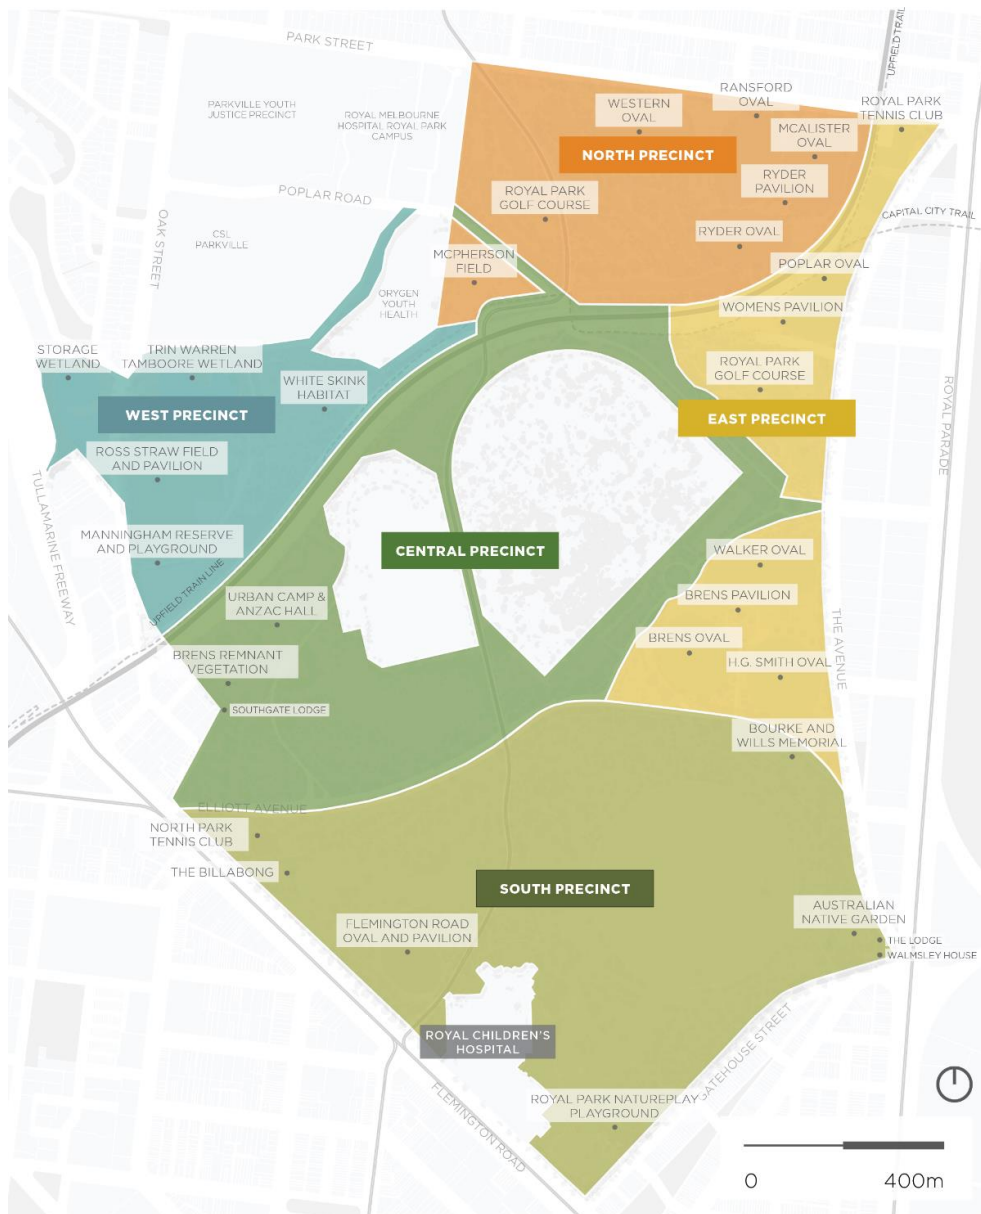 PARK STREET
UPFIELD TRAIL
PARKVILLE YOUTH
JUSTICE PRECINCT
ROYAL MELBOURNE
HOSPITAL ROYAL PARK
CAMPUS
WESTERN
OVAL
RANSFORD
OVAL
ROYAL PARK
TENNIS CLUB
MCALISTER
OVAL
NORTH PRECINCT
RYDER
PAVILION
POPLAR ROAD
ROYAL PARK
GOLF COURSE
CAPITAL CITY TRAIL
OAK STREET
CSL
PARKVILLE
RYDER OVAL
MCPHERSON
FIELD
POPLAR OVAL
ORYGEN
YOUTH
HEALTH
WOMENS PAVILION
STORAGE
WETLAND
TRIN WARREN
TAMBOORE WETLAND
ROYAL PARK
GOLF COURSE
WHITE SKINK
HABITAT
WEST PRECINCT
EAST PRECINCT
ROYAL PARADE
ROSS STRAW FIELD
AND PAVILION
TULLAMARINE FREEWAY
MANNINGHAM RESERVE
AND PLAYGROUND
CENTRAL PRECINCT
WALKER OVAL
UPFIELD TRAIN LINE
URBAN CAMP &
ANZAC HALL
BRENS PAVILION
THE AVENUE
BRENS OVAL
BRENS REMNANT
VEGETATION
H.G. SMITH OVAL
SOUTHGATE LODGE
BOURKE AND
WILLS MEMORIAL
ELLIOTT AVENUE
NORTH PARK
TENNIS CLUB
THE BILLABONG
SOUTH PRECINCT
AUSTRALIAN
NATIVE GARDEN
FLEMINGTON ROAD
OVAL AND PAVILION
THE LODGE
WALMSLEY HOUSE
ROYAL CHILDREN'S
HOSPITAL
GATEHOUSE STREET
FLEMINGTON ROAD
ROYAL PARK NATUREPLAY
PLAYGROUND
0
400m